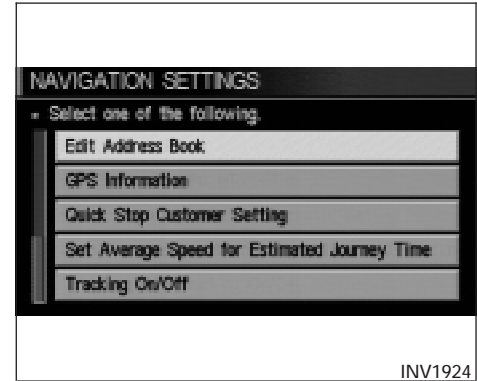 NAVIGATION SETTINGS
Select one of the following.
Edit Address Book
GPS Information
Quick Stop Customer Setting
Set Average Speed for Estimated Journey Time
Tracking On/Off
INV1924